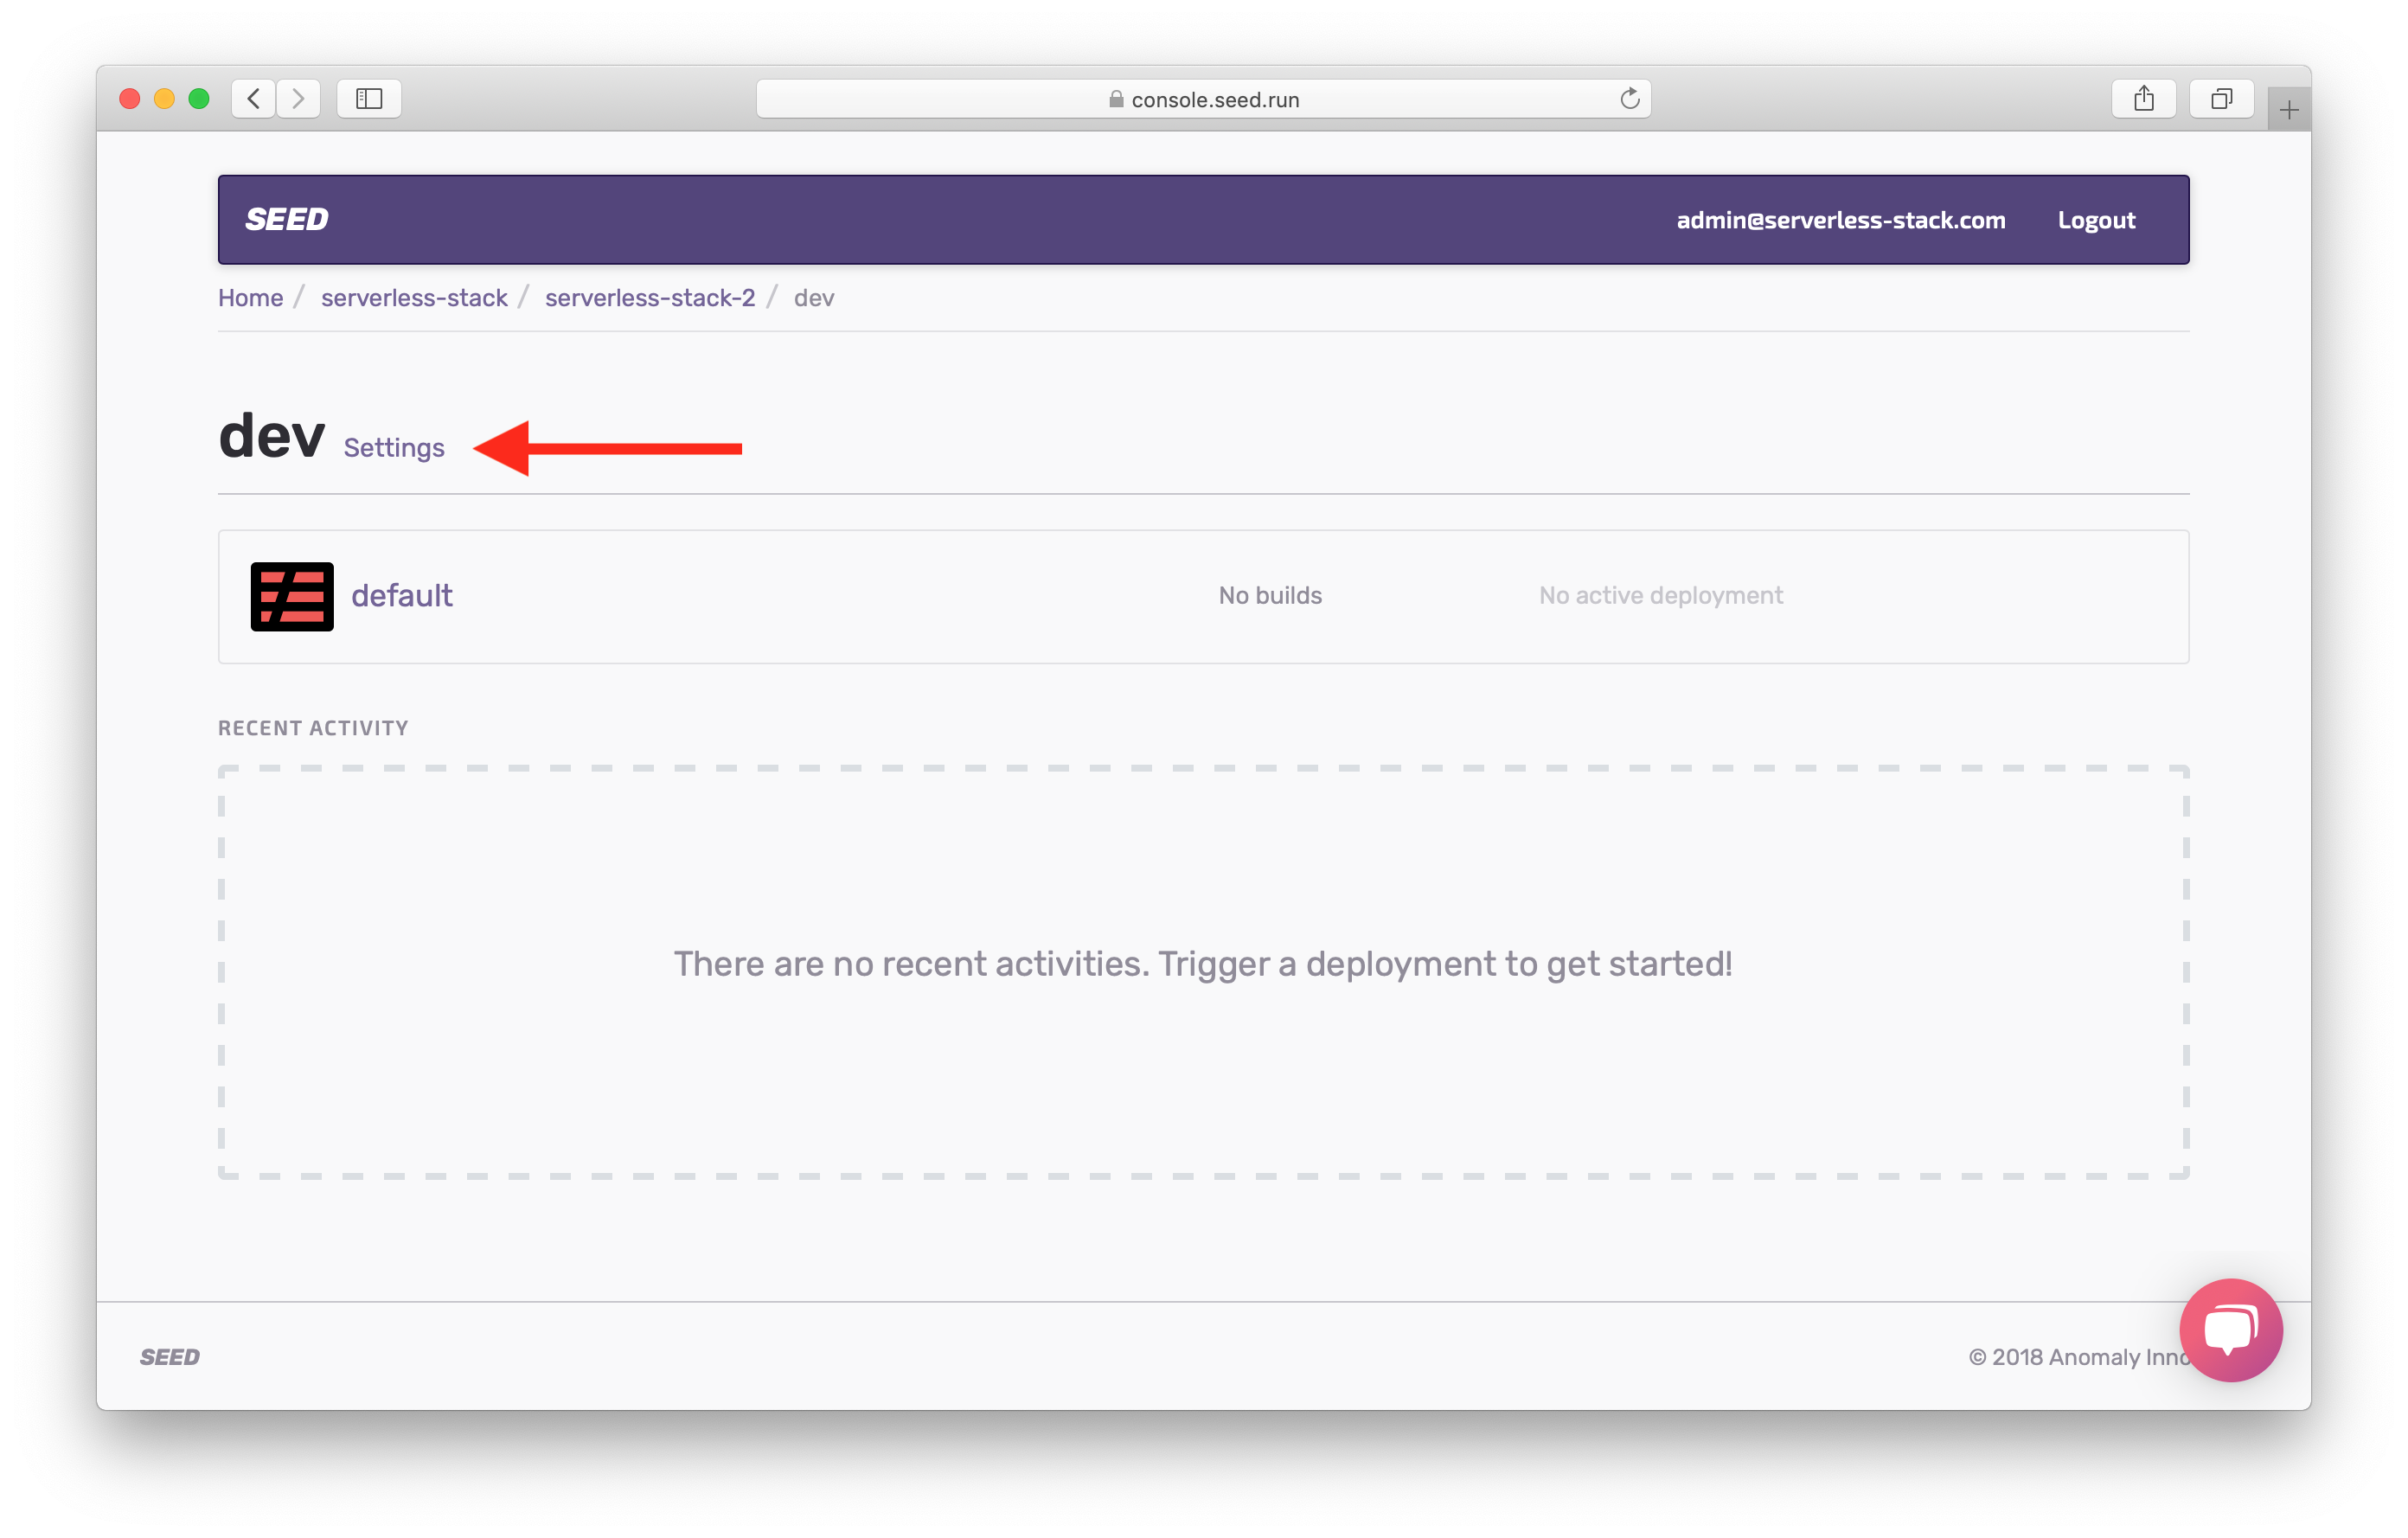 console.seed.run
SEED admin@serverless-stack.com Logout
Home / serverless-stack / serverless-stack-2 / dev
dev Settings
default No builds No active deployment
RECENT ACTIVITY
There are no recent activities. Trigger a deployment to get started!
SEED © 2018 Anomaly